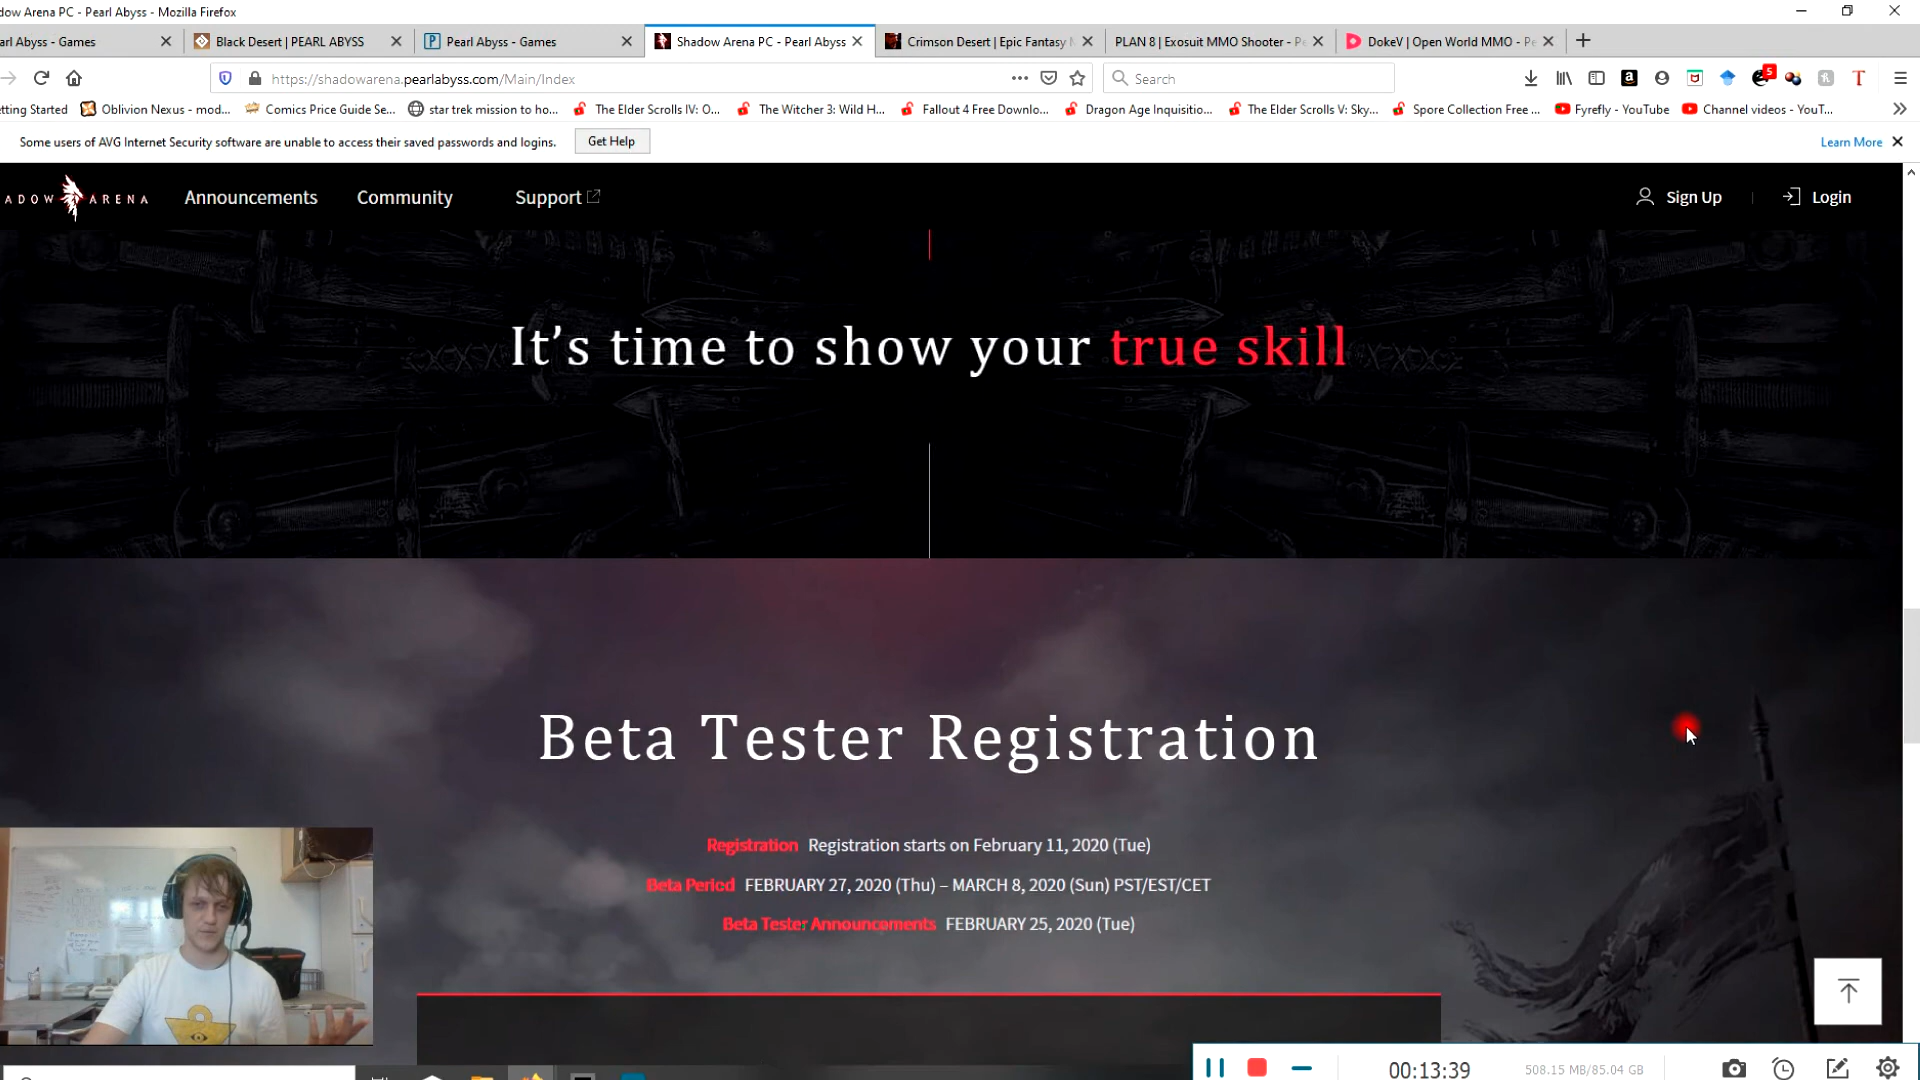 dow Arena PC - Pearl Abyss - Mozilla Firefox
arl Abyss - Games
Black Desert | PEARL ABYSS
Pearl Abyss - Games
Shadow Arena PC - Pearl Abyss
Crimson Desert | Epic Fantasy M
PLAN 8 | Exosuit MMO Shooter - Pe
DokeV | Open World MMO - Pe
https://shadowarena.pearlabyss.com/Main/Index
Search
5
etting Started
Oblivion Nexus - mod...
Comics Price Guide Se...
star trek mission to ho...
The Elder Scrolls IV: O...
The Witcher 3: Wild H...
Fallout 4 Free Downlo...
Dragon Age Inquisitio...
The Elder Scrolls V: Sky...
Spore Collection Free ...
Fyrefly - YouTube
Channel videos - YouT...
Some users of AVG Internet Security software are unable to access their saved passwords and logins.
Get Help
Learn More
ADOW ARENA
Announcements
Community
Support
Sign Up
Login
It's time to show your true skill
Beta Tester Registration
Registration Registration starts on February 11, 2020 (Tue)
Beta Period FEBRUARY 27, 2020 (Thu) – MARCH 8, 2020 (Sun) PST/EST/CET
Beta Tester Announcements FEBRUARY 25, 2020 (Tue)
00:13:39
508.15 MB/85.04 GB